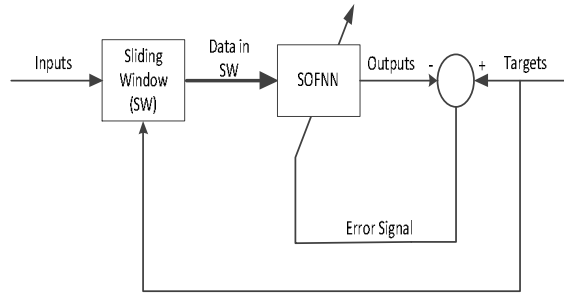 Inputs
Sliding
Window
(SW)
Data in
SW
SOFNN
Outputs
-
+
Targets
Error Signal